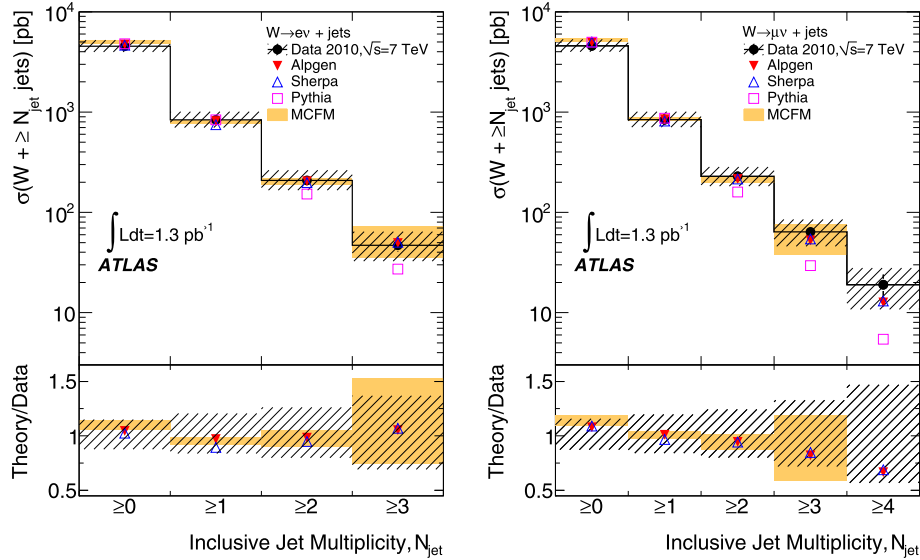 σ(W + ≥ N_jet jets) [pb]
10⁴
10³
10²
10
W→eν + jets
Data 2010,√s=7 TeV
Alpgen
Sherpa
Pythia
MCFM
∫Ldt=1.3 pb⁻¹
ATLAS
Theory/Data
1.5
1
0.5
≥0 ≥1 ≥2 ≥3
Inclusive Jet Multiplicity, N_jet
σ(W + ≥N_jet jets) [pb]
10⁴
10³
10²
10
W→μν + jets
Data 2010,√s=7 TeV
Alpgen
Sherpa
Pythia
MCFM
∫Ldt=1.3 pb⁻¹
ATLAS
Theory/Data
1.5
1
0.5
≥0 ≥1 ≥2 ≥3 ≥4
Inclusive Jet Multiplicity, N_jet